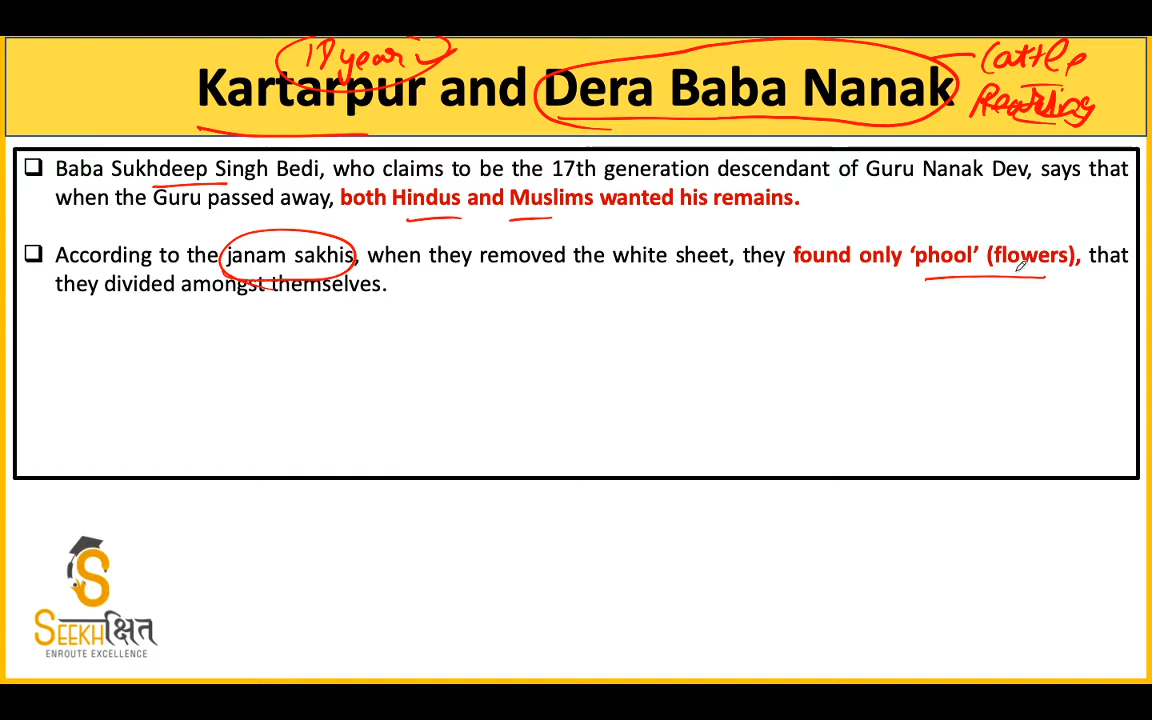 17 year
Kartarpur and Dera Baba Nanak
Cattle
Rearing
❑ Baba Sukhdeep Singh Bedi, who claims to be the 17th generation descendant of Guru Nanak Dev, says that
when the Guru passed away, both Hindus and Muslims wanted his remains.
❑ According to the janam sakhis, when they removed the white sheet, they found only ‘phool’ (flowers), that
they divided amongst themselves.
SEEKHक्षित
ENROUTE EXCELLENCE